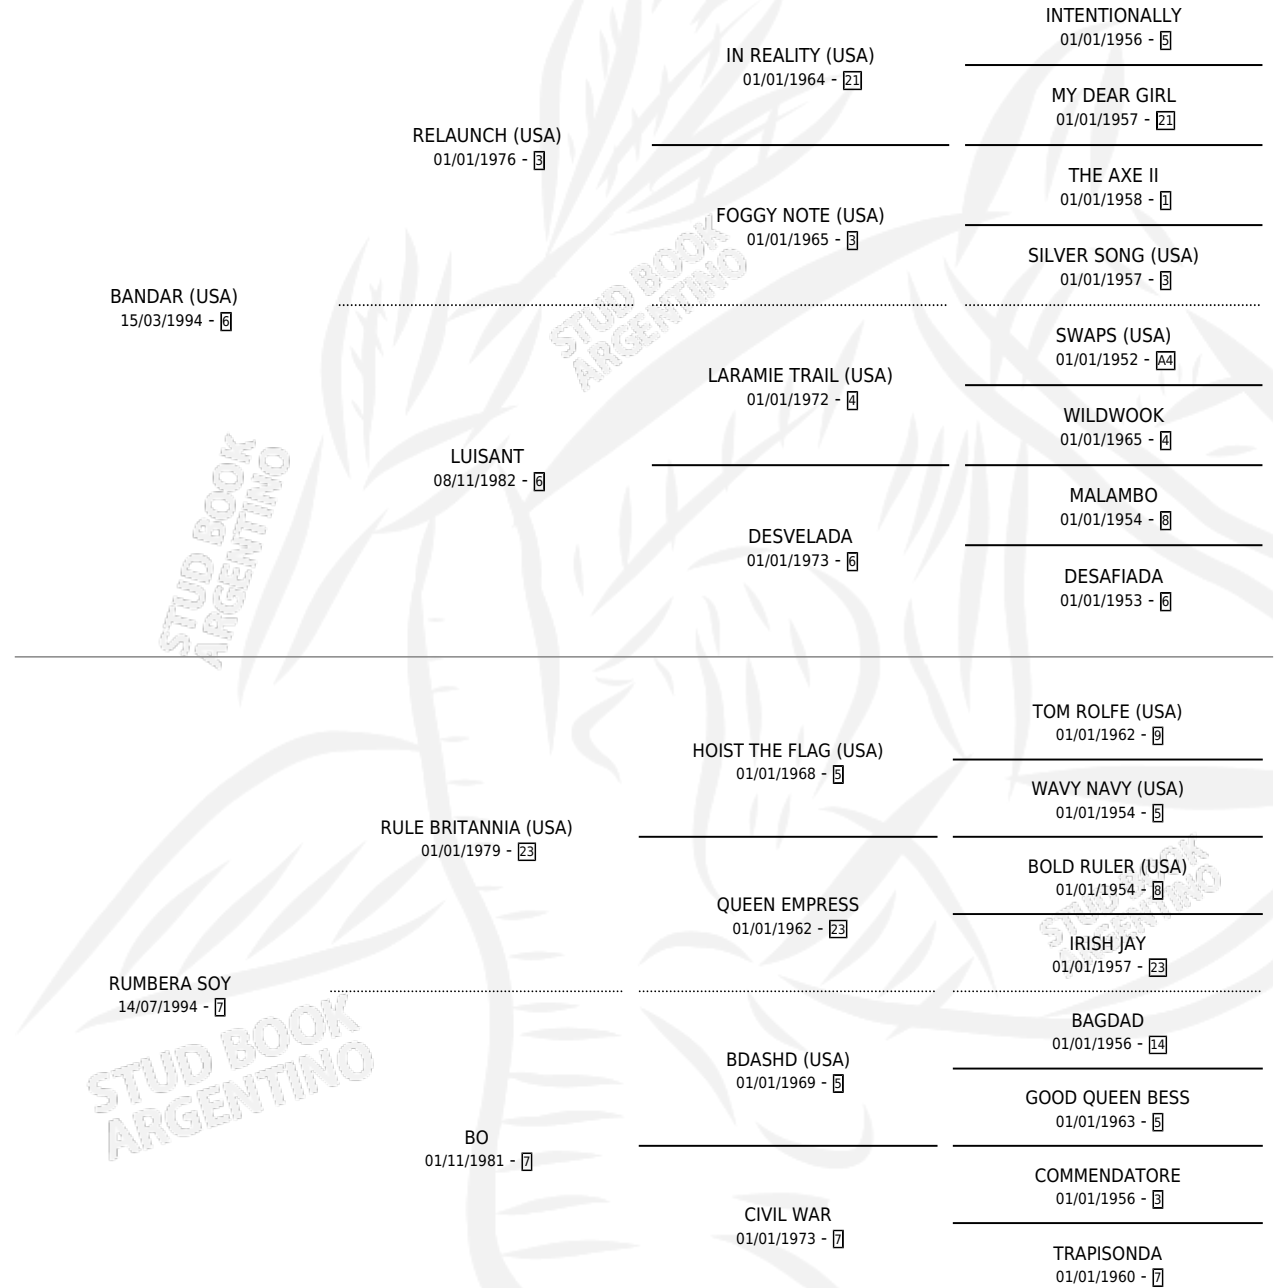 INTENTIONALLY
01/01/1956 - 5
IN REALITY (USA)
01/01/1964 - 21
MY DEAR GIRL
01/01/1957 - 21
RELAUNCH (USA)
01/01/1976 - 3
THE AXE II
01/01/1958 - 1
FOGGY NOTE (USA)
01/01/1965 - 3
SILVER SONG (USA)
01/01/1957 - 3
BANDAR (USA)
15/03/1994 - 6
SWAPS (USA)
01/01/1952 - A4
LARAMIE TRAIL (USA)
01/01/1972 - 4
WILDWOOK
01/01/1965 - 4
LUISANT
08/11/1982 - 6
MALAMBO
01/01/1954 - 8
DESVELADA
01/01/1973 - 6
DESAFIADA
01/01/1953 - 6
TOM ROLFE (USA)
01/01/1962 - 9
HOIST THE FLAG (USA)
01/01/1968 - 5
WAVY NAVY (USA)
01/01/1954 - 5
RULE BRITANNIA (USA)
01/01/1979 - 23
BOLD RULER (USA)
01/01/1954 - 8
QUEEN EMPRESS
01/01/1962 - 23
IRISH JAY
01/01/1957 - 23
RUMBERA SOY
14/07/1994 - 7
BAGDAD
01/01/1956 - 14
BDASHD (USA)
01/01/1969 - 5
GOOD QUEEN BESS
01/01/1963 - 5
BO
01/11/1981 - 7
COMMENDATORE
01/01/1956 - 3
CIVIL WAR
01/01/1973 - 7
TRAPISONDA
01/01/1960 - 7
STUD BOOK
ARGENTINO
STUD BOOK
ARGENTINO
STUD BOOK
ARGENTINO
STUD BOOK
ARGENTINO